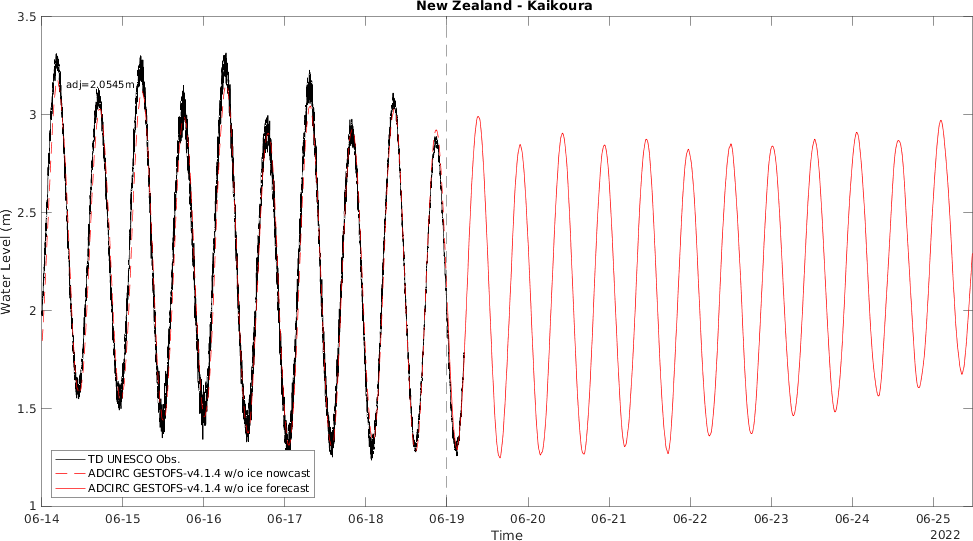 New Zealand - Kaikoura
3.5
3
2.5
2
1.5
1
Water Level (m)
adj=2.0545m
TD UNESCO Obs.
ADCIRC GESTOFS-v4.1.4 w/o ice nowcast
ADCIRC GESTOFS-v4.1.4 w/o ice forecast
06-14 06-15 06-16 06-17 06-18 06-19 06-20 06-21 06-22 06-23 06-24 06-25
Time
2022